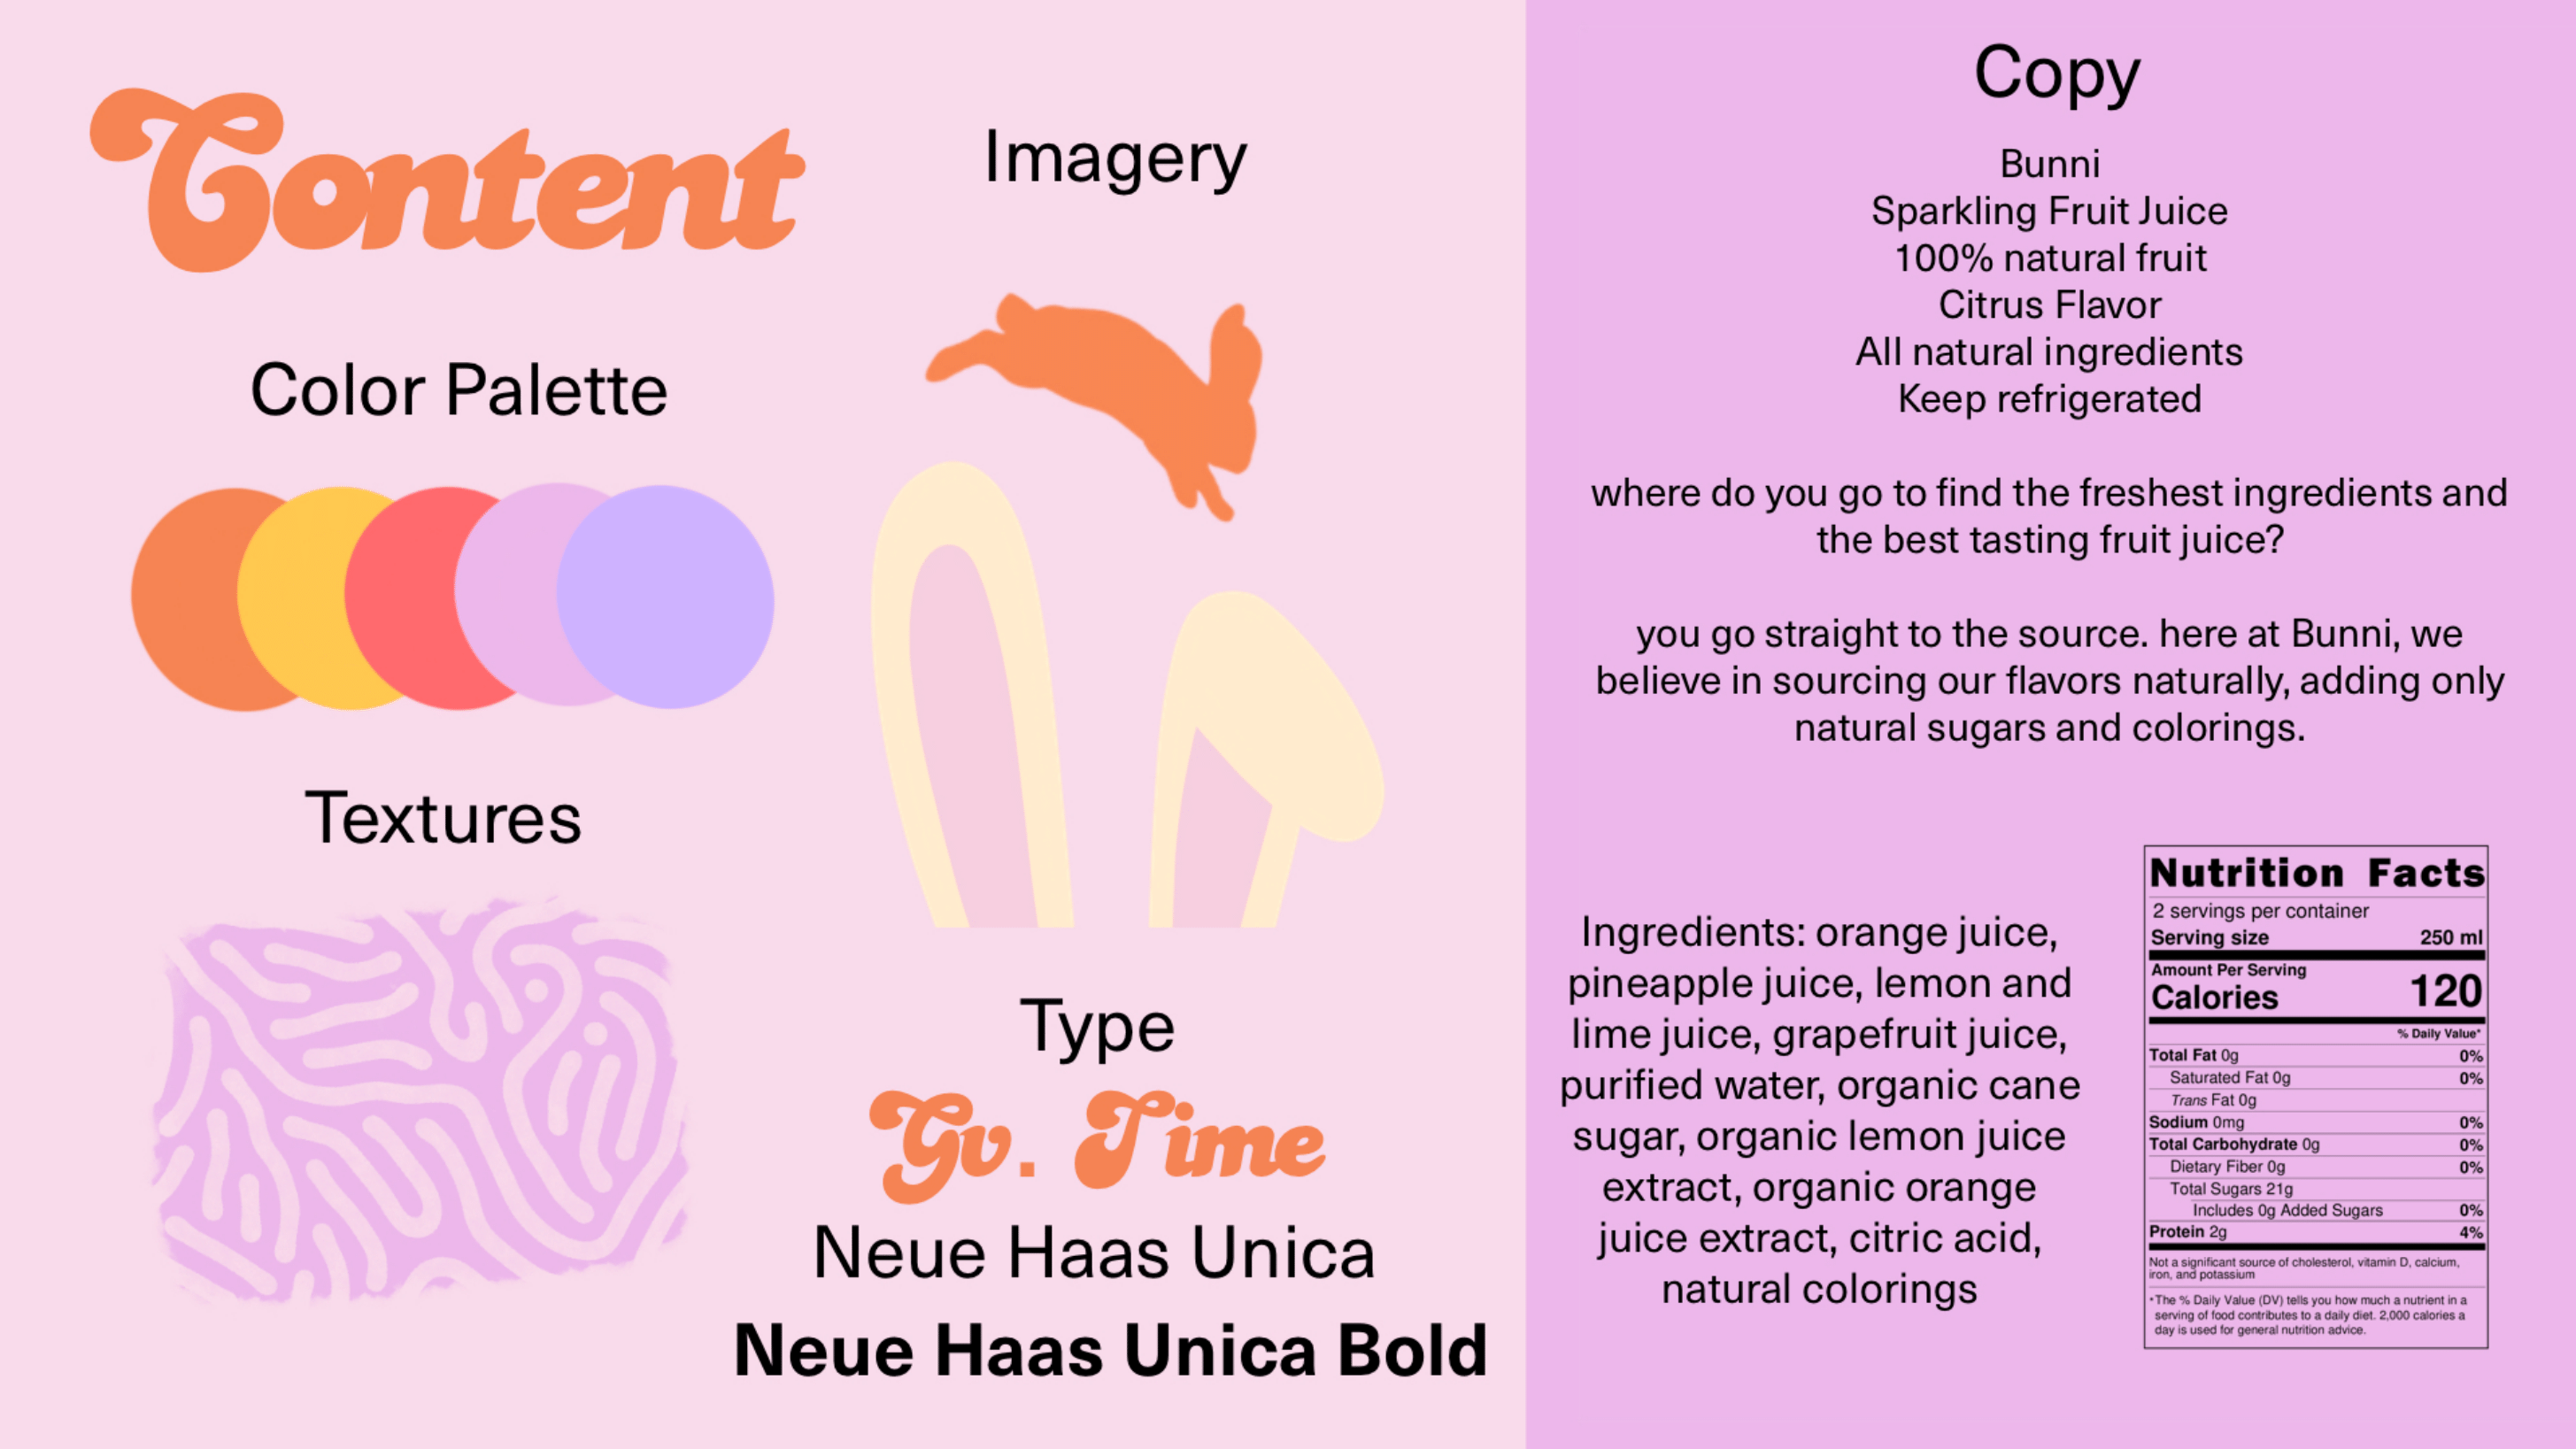 Content
Color Palette
Textures
Imagery
Type
Gv. Time
Neue Haas Unica
Neue Haas Unica Bold
Copy
Bunni
Sparkling Fruit Juice
100% natural fruit
Citrus Flavor
All natural ingredients
Keep refrigerated
where do you go to find the freshest ingredients and
the best tasting fruit juice?
you go straight to the source. here at Bunni, we
believe in sourcing our flavors naturally, adding only
natural sugars and colorings.
Ingredients: orange juice,
pineapple juice, lemon and
lime juice, grapefruit juice,
purified water, organic cane
sugar, organic lemon juice
extract, organic orange
juice extract, citric acid,
natural colorings
Nutrition Facts
2 servings per container
Serving size 250 ml
Amount Per Serving
Calories 120
% Daily Value*
Total Fat 0g 0%
Saturated Fat 0g 0%
Trans Fat 0g
Sodium 0mg 0%
Total Carbohydrate 0g 0%
Dietary Fiber 0g 0%
Total Sugars 21g
Includes 0g Added Sugars 0%
Protein 2g 4%
Not a significant source of cholesterol, vitamin D, calcium,
iron, and potassium
*The % Daily Value (DV) tells you how much a nutrient in a
serving of food contributes to a daily diet. 2,000 calories a
day is used for general nutrition advice.